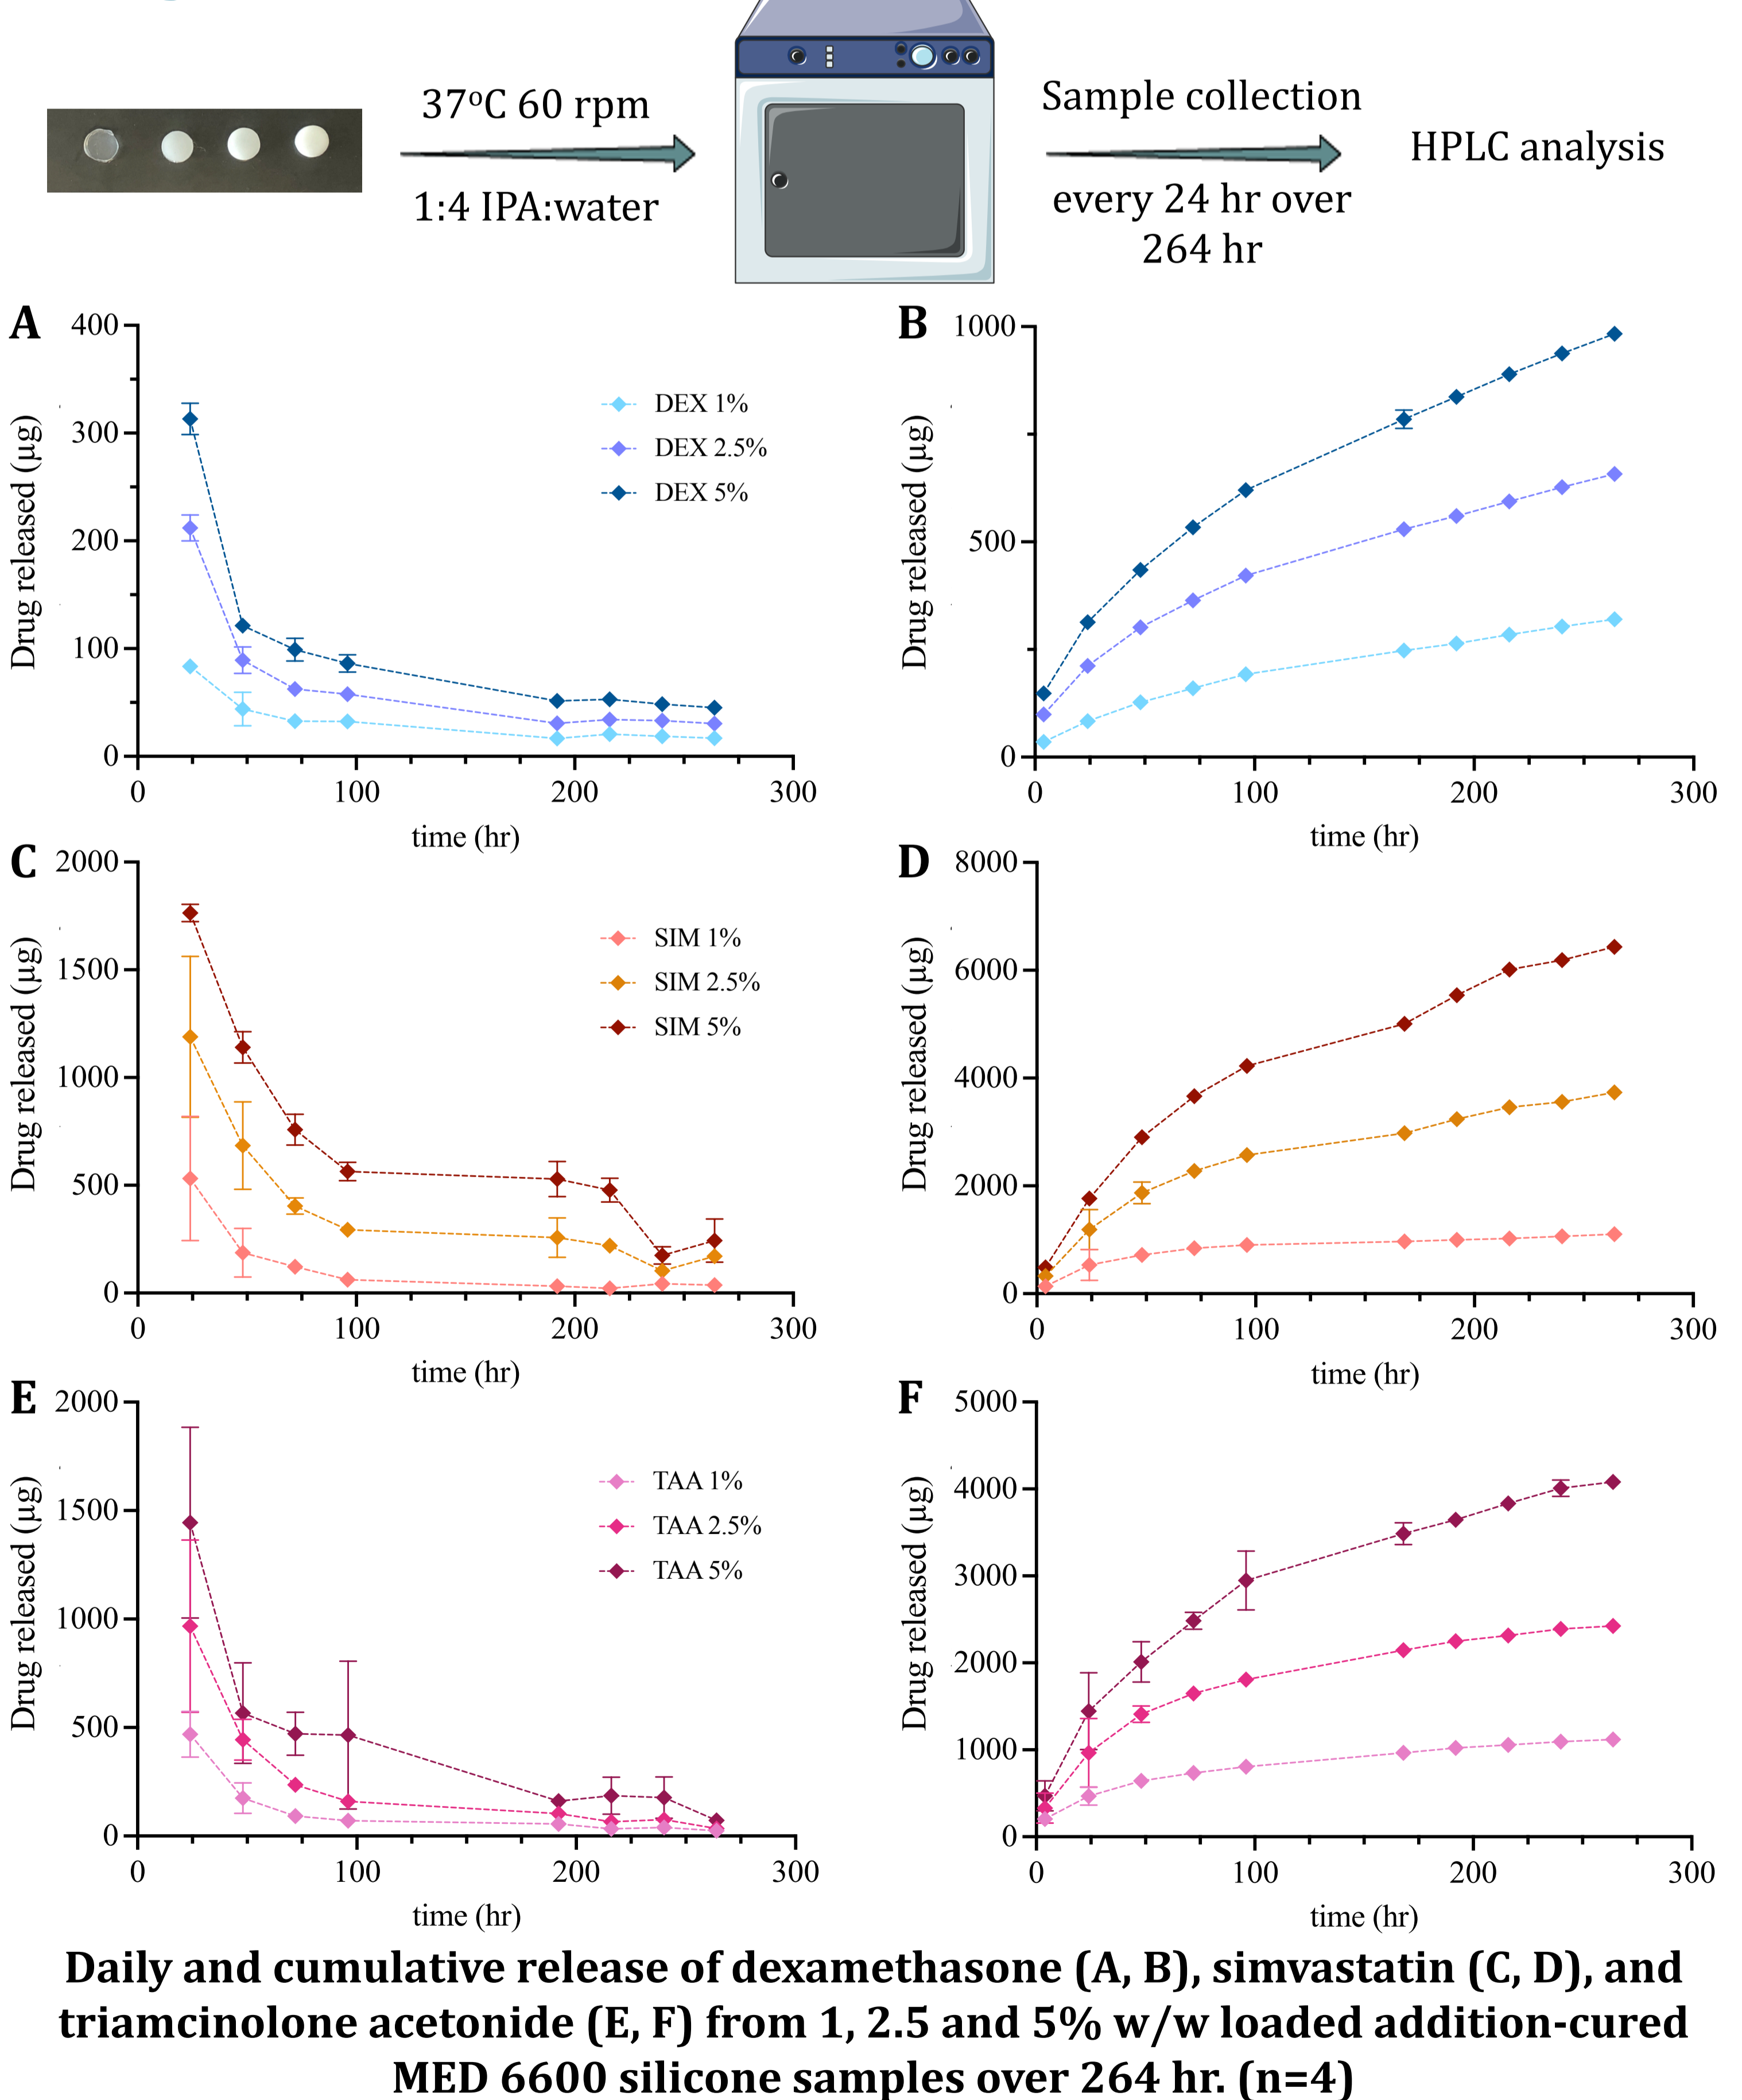 37ºC 60 rpm
1:4 IPA:water
Sample collection
every 24 hr over
264 hr
HPLC analysis
A
400
300
200
100
0
Drug released (µg)
DEX 1%
DEX 2.5%
DEX 5%
0 100 200 300
time (hr)
B
1000
500
0
Drug released (µg)
0 100 200 300
time (hr)
C
2000
1500
1000
500
0
Drug released (µg)
SIM 1%
SIM 2.5%
SIM 5%
0 100 200 300
time (hr)
D
8000
6000
4000
2000
0
Drug released (µg)
0 100 200 300
time (hr)
E
2000
1500
1000
500
0
Drug released (µg)
TAA 1%
TAA 2.5%
TAA 5%
0 100 200 300
time (hr)
F
5000
4000
3000
2000
1000
0
Drug released (µg)
0 100 200 300
time (hr)
Daily and cumulative release of dexamethasone (A, B), simvastatin (C, D), and
triamcinolone acetonide (E, F) from 1, 2.5 and 5% w/w loaded addition-cured
MED 6600 silicone samples over 264 hr. (n=4)